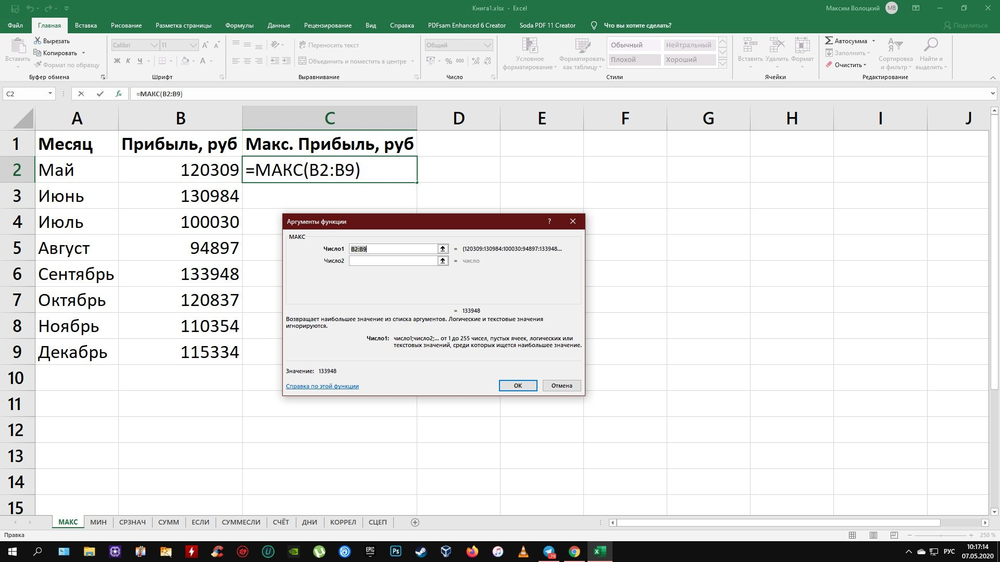 Книга1.xlsx - Excel
Максим Волоцкий MB
Файл Главная Вставка Рисование Разметка страницы Формулы Данные Рецензирование Вид Справка PDFsam Enhanced 6 Creator Soda PDF 11 Creator Что вы хотите сделать? Поделиться
Вставить
Вырезать
Копировать
Формат по образцу
Буфер обмена
Calibri 11
Ж К Ч
Шрифт
Переносить текст
Объединить и поместить в центре
Выравнивание
Общий
% 000
Число
Условное форматирование
Форматировать как таблицу
Обычный Нейтральный
Плохой Хороший
Стили
Вставить Удалить Формат
Ячейки
Автосумма
Заполнить
Очистить
Сортировка и фильтр
Найти и выделить
Редактирование
C2 fx =МАКС(B2:B9)
A B C D E F G H I J
1 Месяц Прибыль, руб Макс. Прибыль, руб
2 Май 120309 =МАКС(B2:B9)
3 Июнь 130984
4 Июль 100030
5 Август 94897
6 Сентябрь 133948
7 Октябрь 120837
8 Ноябрь 110354
9 Декабрь 115334
10
11
12
13
14
15
Аргументы функции ?
МАКС
Число1 B2:B9 = {120309:130984:100030:94897:133948...
Число2 = число
= 133948
Возвращает наибольшее значение из списка аргументов. Логические и текстовые значения
игнорируются.
Число1: число1;число2;... от 1 до 255 чисел, пустых ячеек, логических или
текстовых значений, среди которых ищется наибольшее значение.
Значение: 133948
Справка по этой функции
ОК Отмена
МАКС МИН СРЗНАЧ СУММ ЕСЛИ СУММЕСЛИ СЧЁТ ДНИ КОРРЕЛ СЦЕП
Правка
250 %
EPIC GAMES Ps 79
РУС
10:17:14
07.05.2020